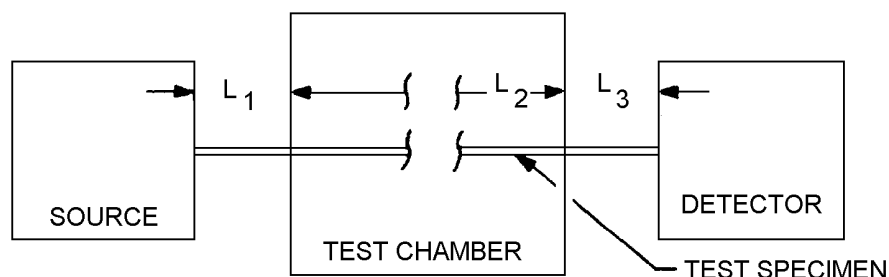 L1
L2
L3
SOURCE
TEST CHAMBER
DETECTOR
TEST SPECIMEN